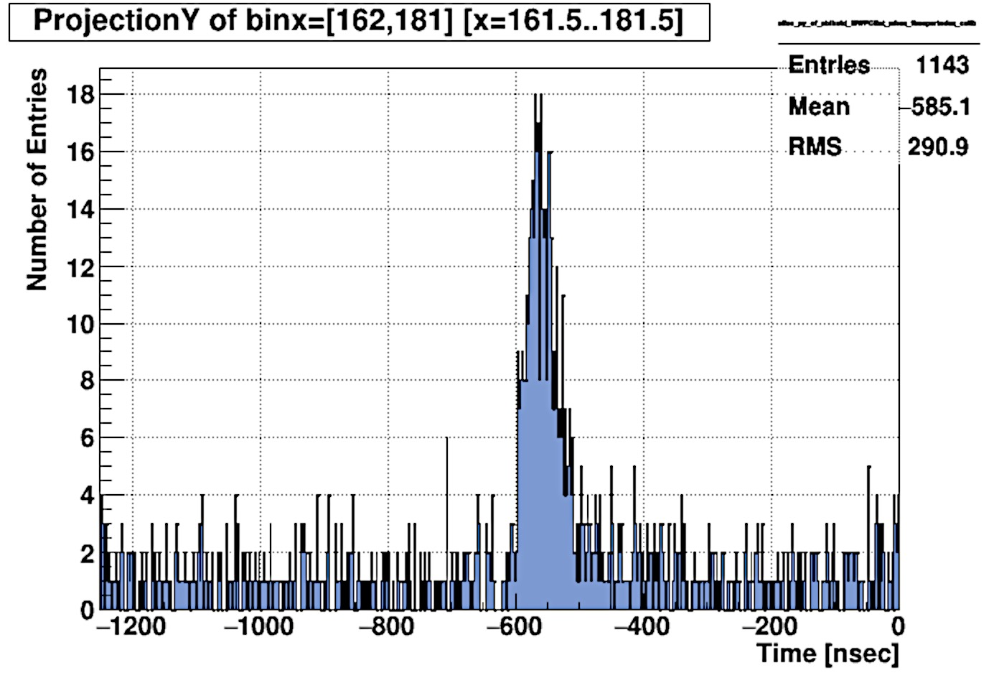 ProjectionY of binx=[162,181] [x=161.5..181.5]
Entries 1143
Mean −585.1
RMS 290.9
Number of Entries
18
16
14
12
10
8
6
4
2
0
−1200 −1000 −800 −600 −400 −200 0
Time [nsec]